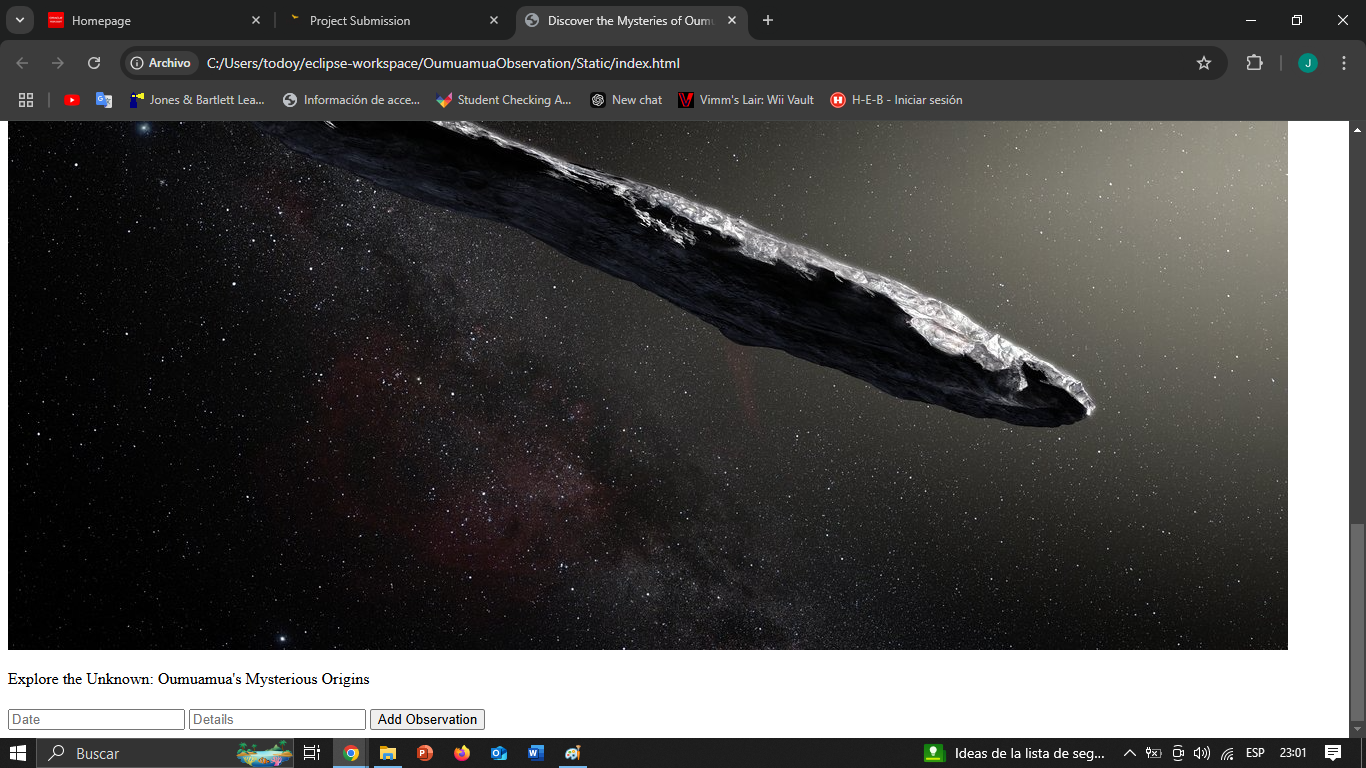 Homepage
Project Submission
Discover the Mysteries of Oum
Archivo
C:/Users/todoy/eclipse-workspace/OumuamuaObservation/Static/index.html
J
Jones & Bartlett Lea...
Información de acce...
Student Checking A...
New chat
Vimm's Lair: Wii Vault
H
H-E-B - Iniciar sesión
Explore the Unknown: Oumuamua's Mysterious Origins
Date
Details
Add Observation
Buscar
Ideas de la lista de seg...
ESP
23:01